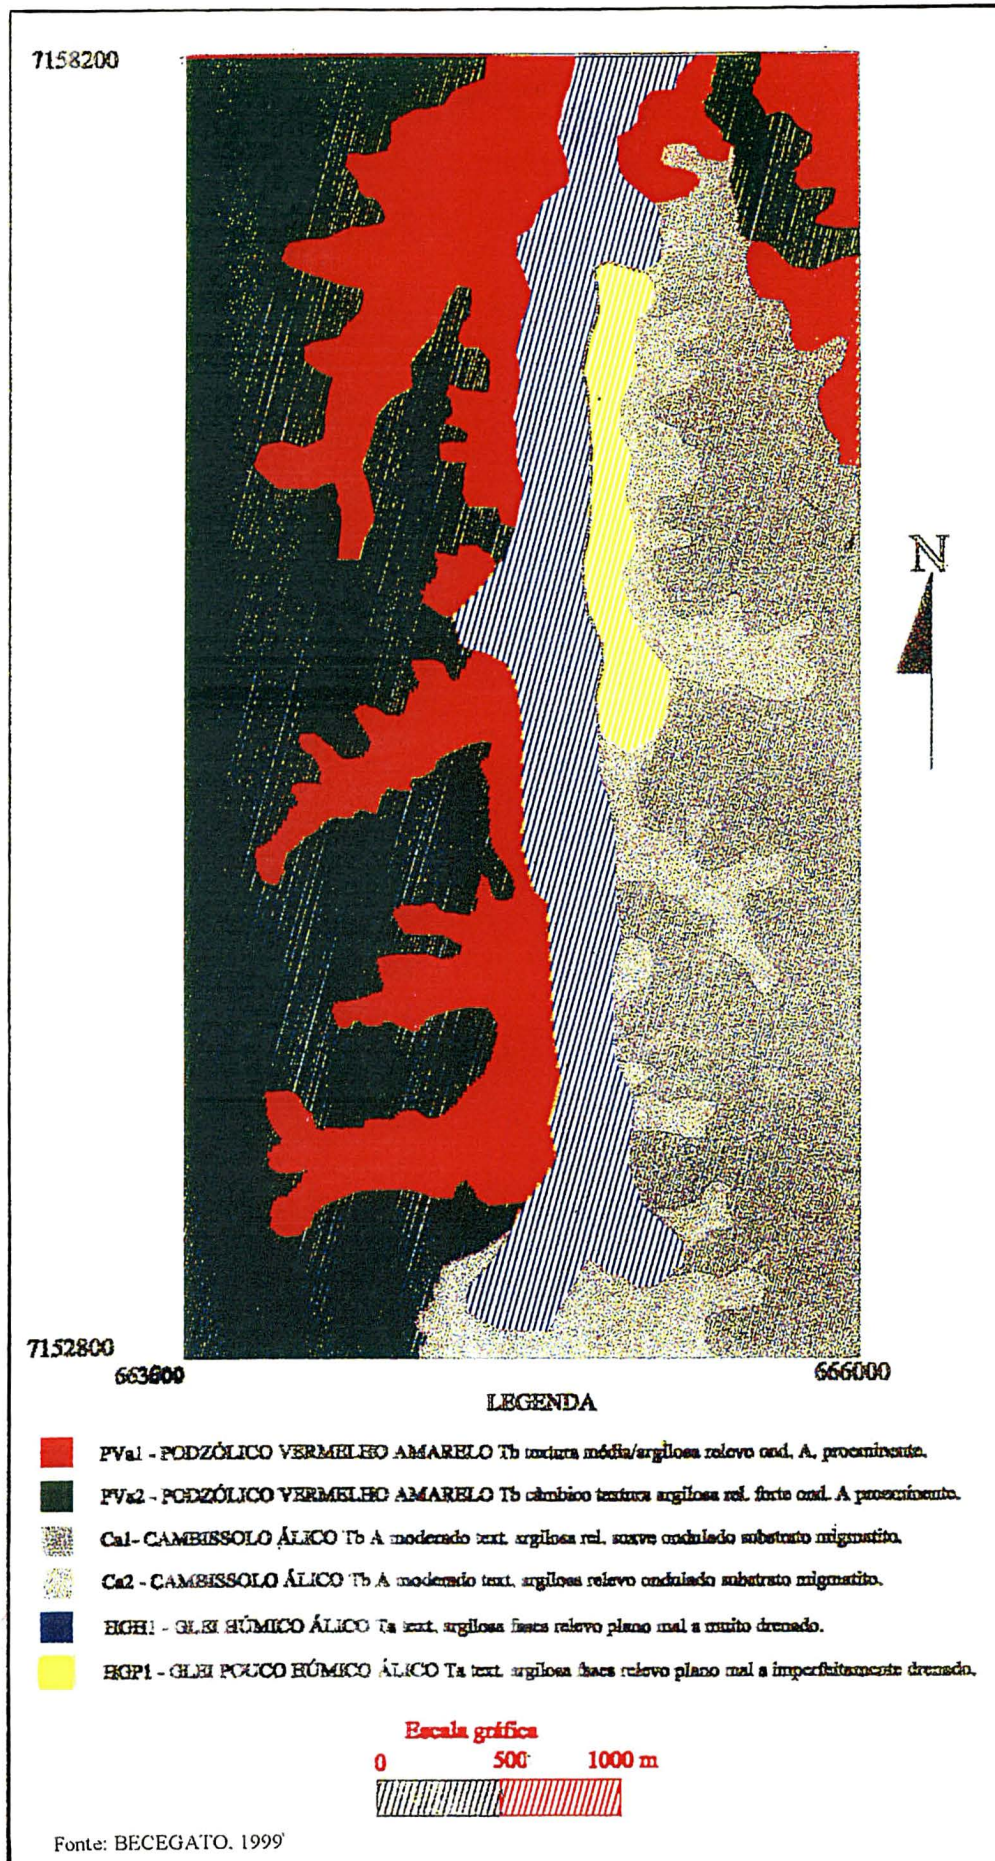 7158200
N
7152800
666000
LEGENDA
PVa1 - PODZÓLICO VERMELHO AMARELO Tb textura média/argilosa relevo ond. A. proeminente.
PVa2 - PODZÓLICO VERMELHO AMARELO Tb câmbico textura argilosa rel. forte ond. A proeminente.
Ca1- CAMBISSOLO ÁLICO Tb A moderado text. argilosa rel. suave ondulado substrato migmatito.
Ca2 - CAMBISSOLO ÁLICO Tb A moderado text. argilosa relevo ondulado substrato migmatito.
HGH1 - GLEI HÚMICO ÁLICO Ta text. argilosa fases relevo plano mal a muito drenado.
HGP1 - GLEI POUCO HÚMICO ÁLICO Ta text. argilosa fases relevo plano mal a imperfeitamente drenado.
Escala gráfica
0 500 1000 m
Fonte: BECEGATO, 1999